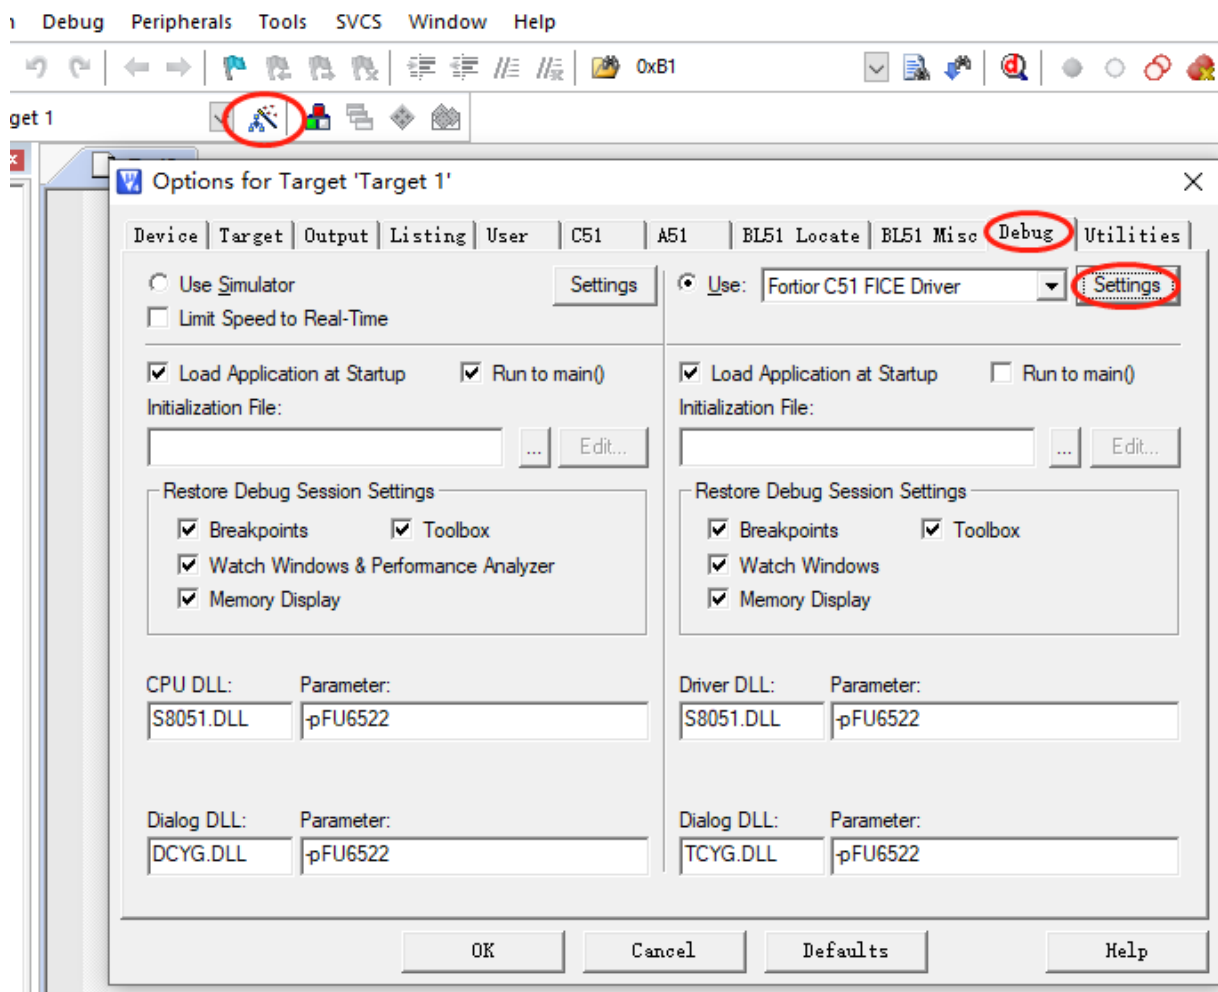 Debug Peripherals Tools SVCS Window Help
0xB1
get 1
Options for Target 'Target 1'
Device Target Output Listing User C51 A51 BL51 Locate BL51 Misc Debug Utilities
Use Simulator Settings Use: Fortior C51 FICE Driver Settings
Limit Speed to Real-Time
Load Application at Startup Run to main() Load Application at Startup Run to main()
Initialization File: Initialization File:
... Edit... ... Edit...
Restore Debug Session Settings Restore Debug Session Settings
Breakpoints Toolbox Breakpoints Toolbox
Watch Windows & Performance Analyzer Watch Windows
Memory Display Memory Display
CPU DLL: Parameter: Driver DLL: Parameter:
S8051.DLL -pFU6522 S8051.DLL -pFU6522
Dialog DLL: Parameter: Dialog DLL: Parameter:
DCYG.DLL -pFU6522 TCYG.DLL -pFU6522
OK Cancel Defaults Help